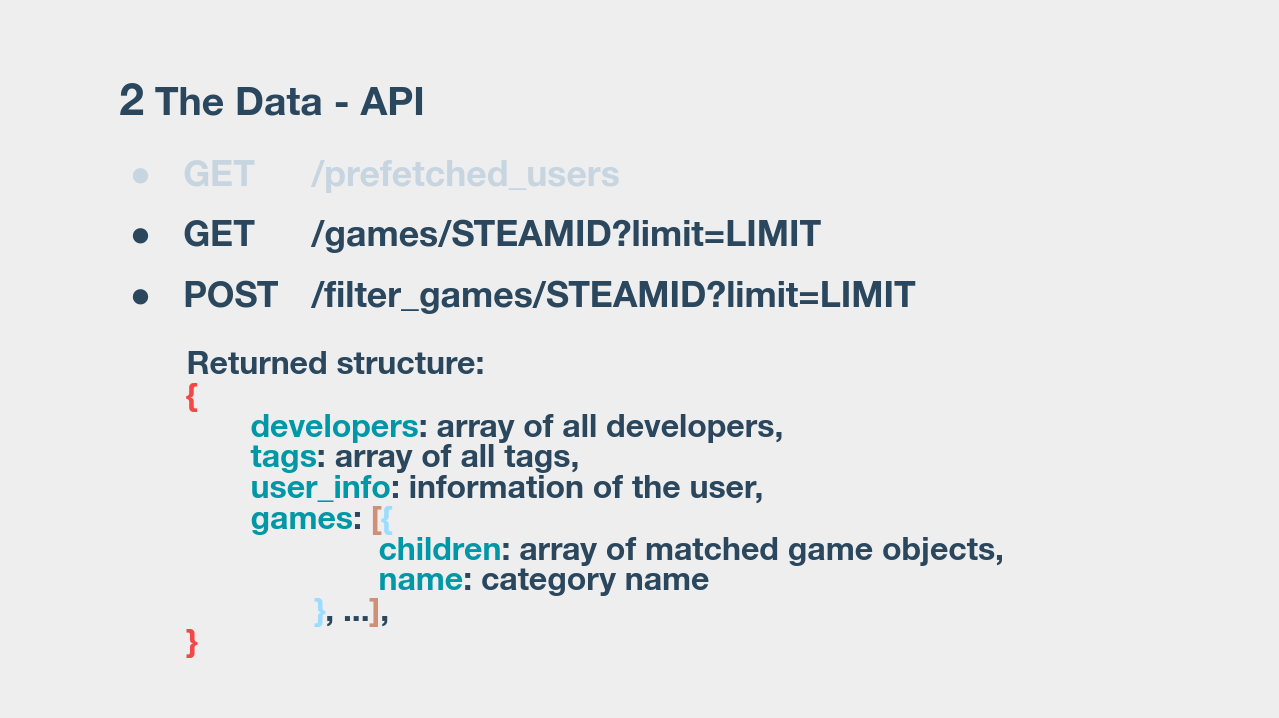 2 The Data - API
● GET /prefetched_users
● GET /games/STEAMID?limit=LIMIT
● POST /filter_games/STEAMID?limit=LIMIT
Returned structure:
{
developers: array of all developers,
tags: array of all tags,
user_info: information of the user,
games: [{
children: array of matched game objects,
name: category name
}, ...],
}